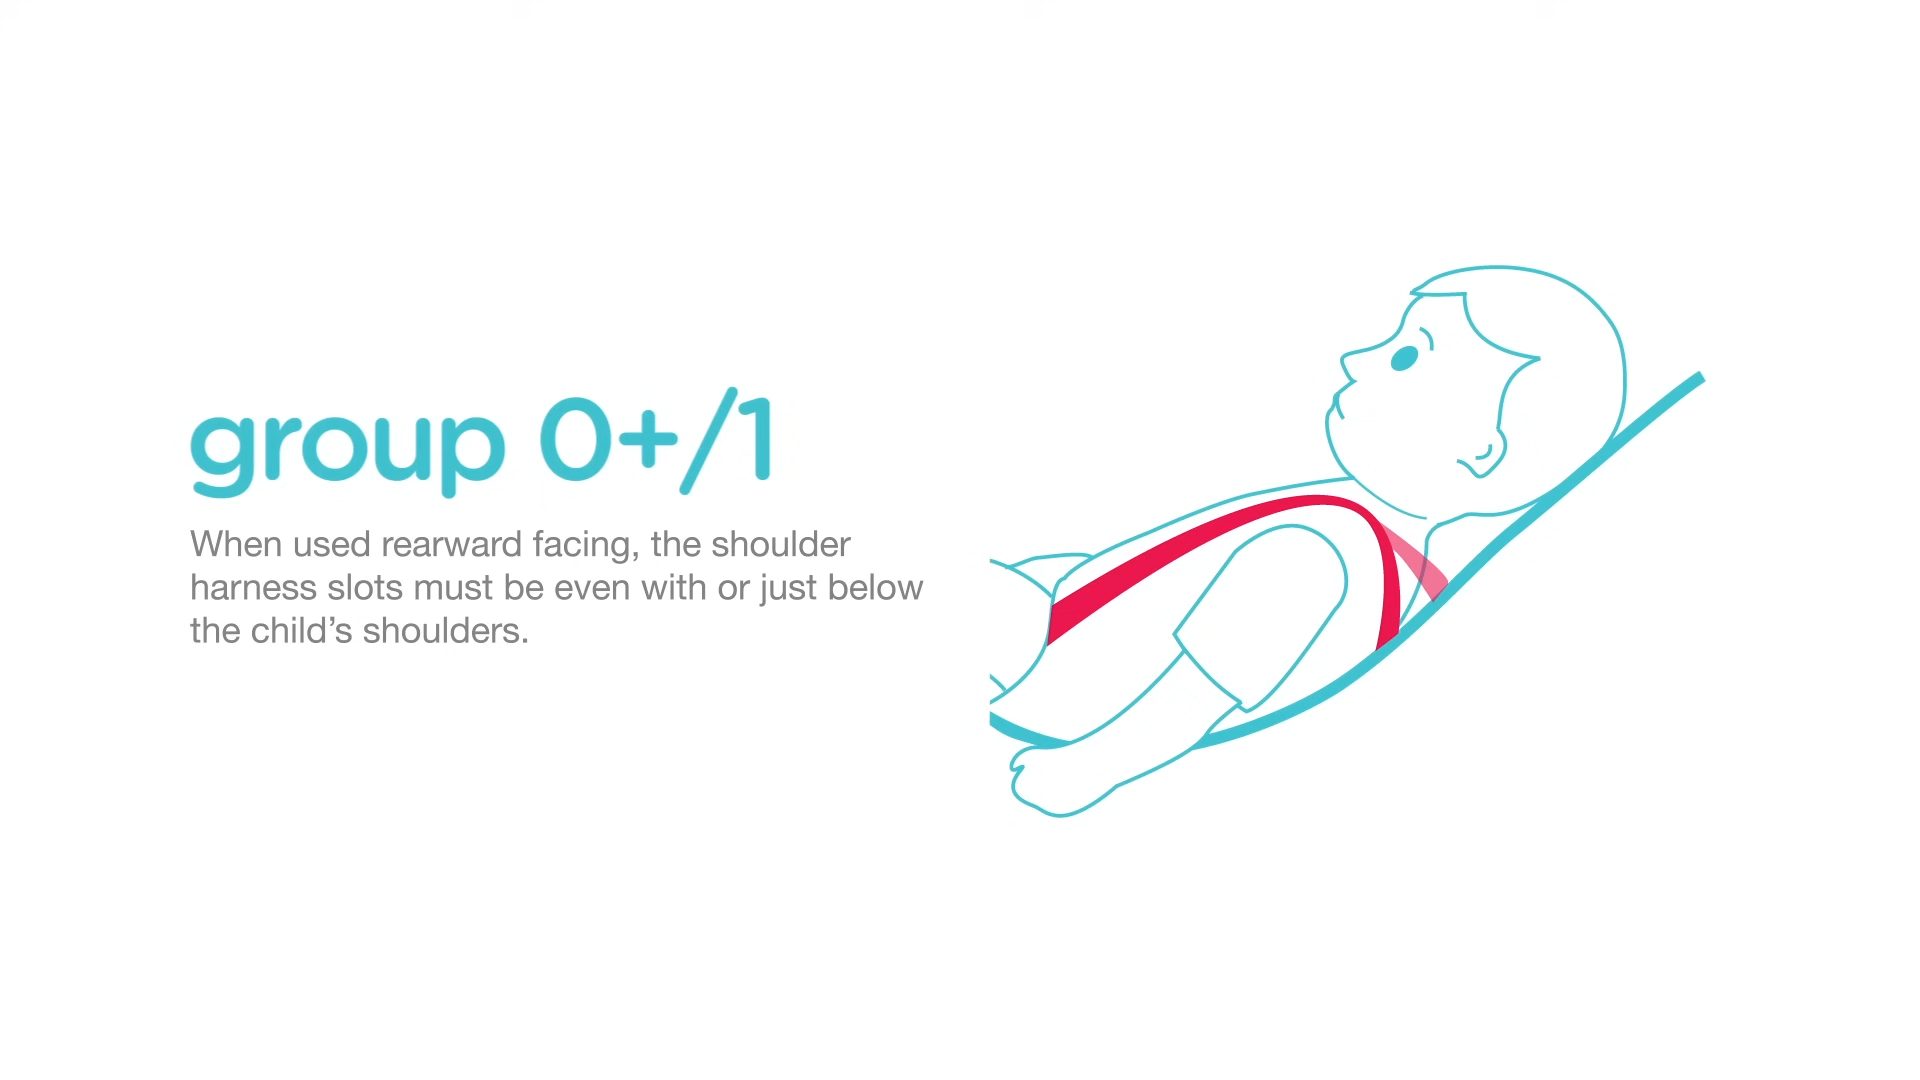 group 0+/1
When used rearward facing, the shoulder
harness slots must be even with or just below
the child’s shoulders.